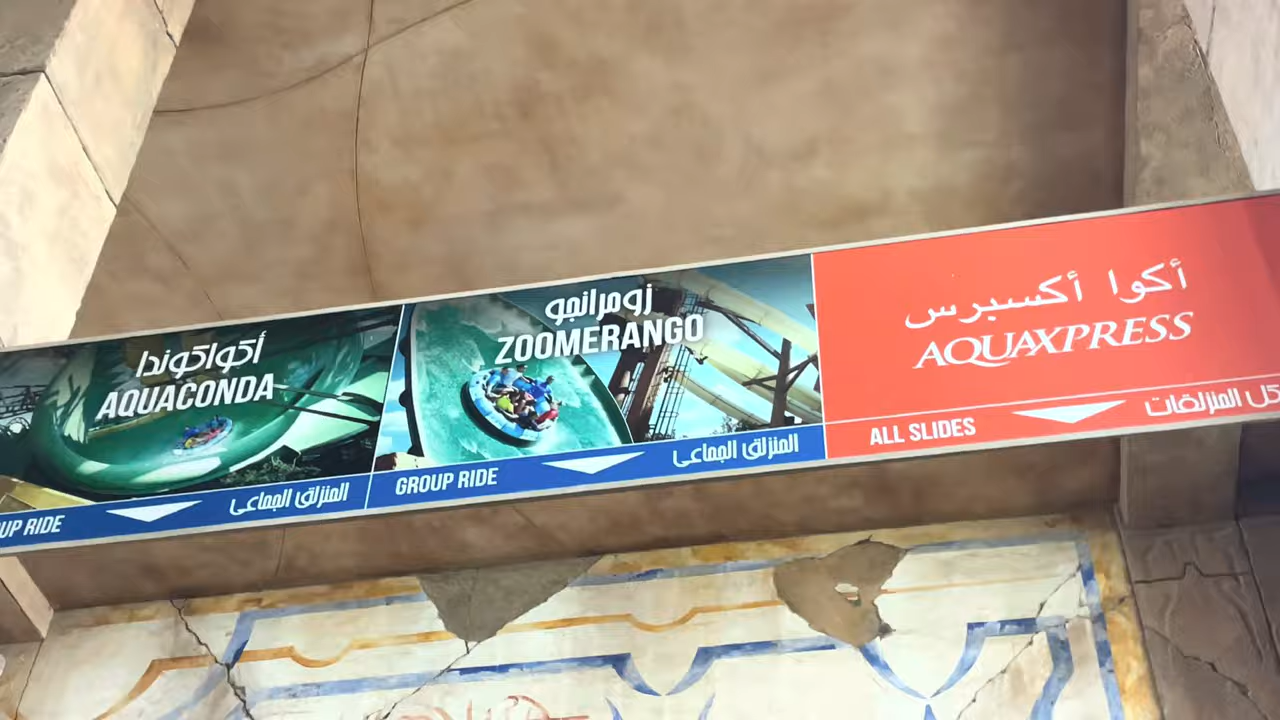 أكواكوندا
AQUACONDA
UP RIDE
المنزلق الجماعي
زومرانجو
ZOOMERANGO
GROUP RIDE
المنزلق الجماعي
أكوا أكسبرس
AQUAXPRESS
ALL SLIDES
كل المنزلقات